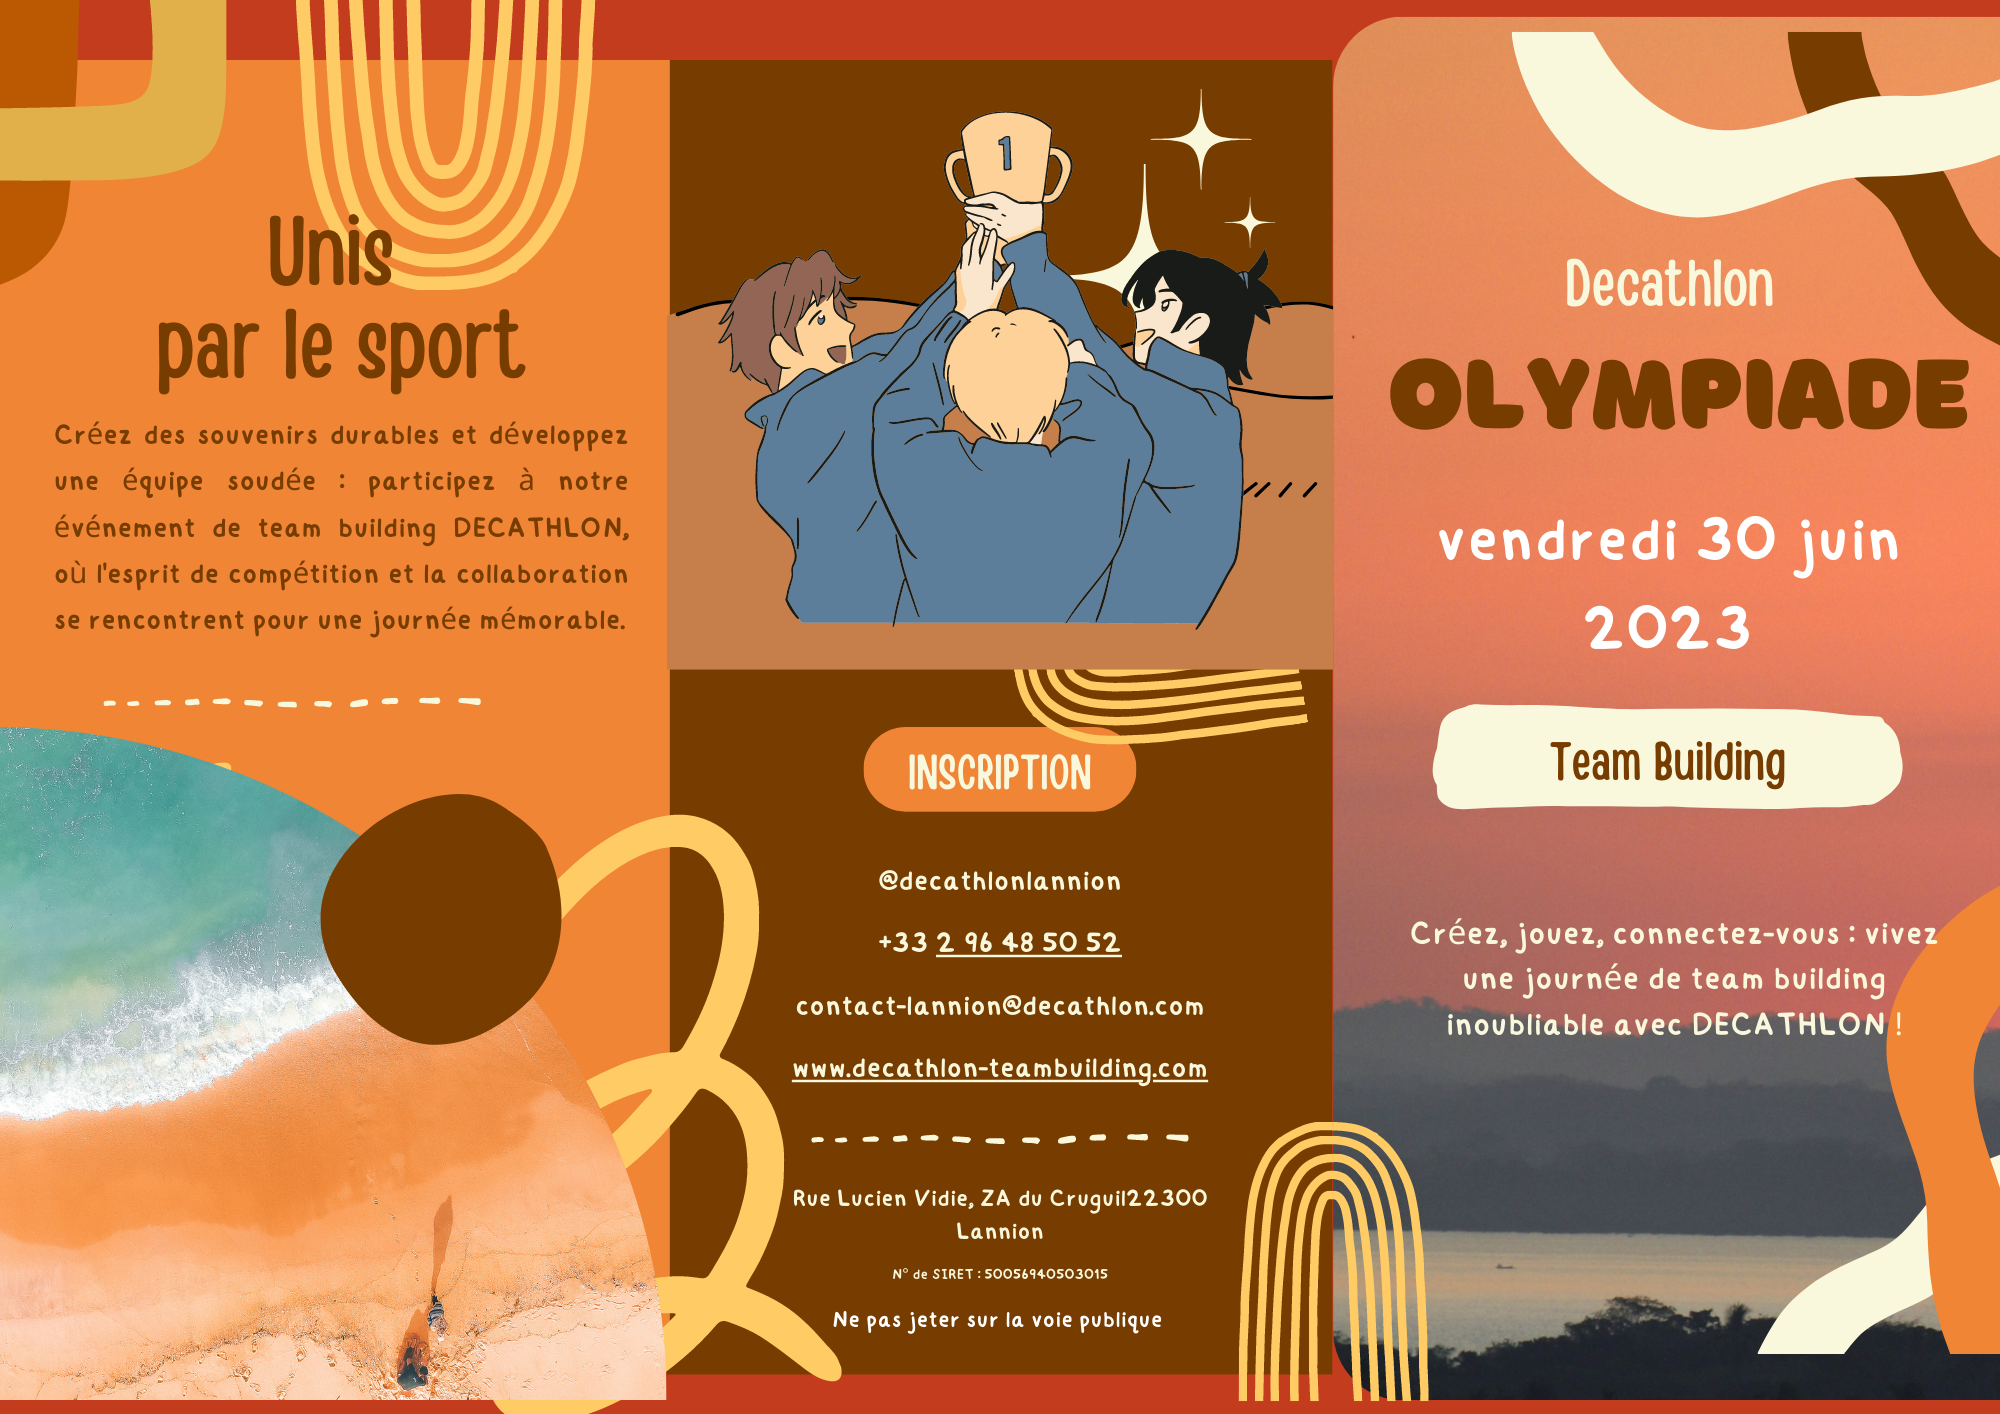 Unis
par le sport
Créez des souvenirs durables et développez
une équipe soudée : participez à notre
événement de team building DECATHLON,
où l'esprit de compétition et la collaboration
se rencontrent pour une journée mémorable.
1
INSCRIPTION
@decathlonlannion
+33 2 96 48 50 52
contact-lannion@decathlon.com
www.decathlon-teambuilding.com
Rue Lucien Vidie, ZA du Cruguil22300
Lannion
N° de SIRET : 50056940503015
Ne pas jeter sur la voie publique
Decathlon
OLYMPIADE
vendredi 30 juin
2023
Team Building
Créez, jouez, connectez-vous : vivez
une journée de team building
inoubliable avec DECATHLON !